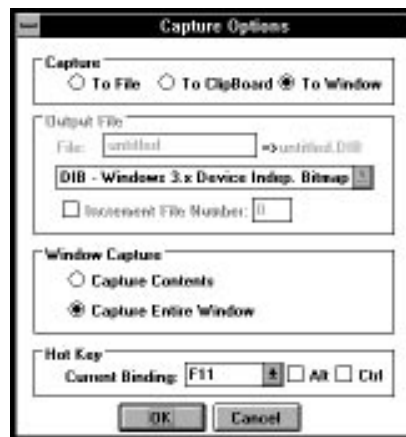 Capture Options
Capture
To File To ClipBoard To Window
Output File
File: untitled =>untitled.DIB
DIB - Windows 3.x Device Indep. Bitmap
Increment File Number: 0
Window Capture
Capture Contents
Capture Entire Window
Hot Key
Current Binding: F11 Alt Ctrl
OK Cancel